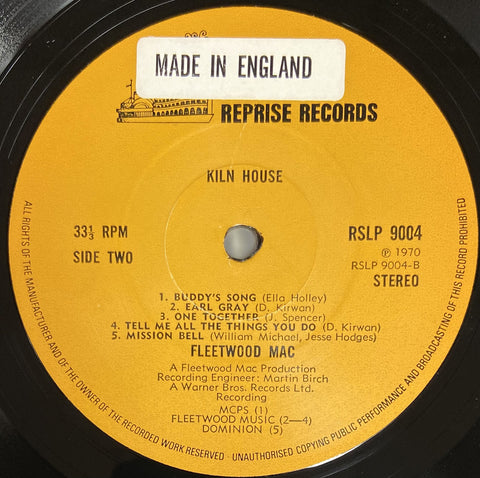 MADE IN ENGLAND
REPRISE RECORDS
KILN HOUSE
33⅓ RPM
SIDE TWO
RSLP 9004
℗ 1970
RSLP 9004-B
STEREO
1. BUDDY'S SONG (Ella Holley)
2. EARL GRAY (D. Kirwan)
3. ONE TOGETHER (J. Spencer)
4. TELL ME ALL THE THINGS YOU DO (D. Kirwan)
5. MISSION BELL (William Michael, Jesse Hodges)
FLEETWOOD MAC
A Fleetwood Mac Production
Recording Engineer: Martin Birch
A Warner Bros. Records Ltd.
Recording
MCPS (1)
FLEETWOOD MUSIC (2—4)
DOMINION (5)
ALL RIGHTS OF THE MANUFACTURER AND OF THE OWNER OF THE RECORDED WORK RESERVED - UNAUTHORISED COPYING PUBLIC PERFORMANCE AND BROADCASTING OF THIS RECORD PROHIBITED